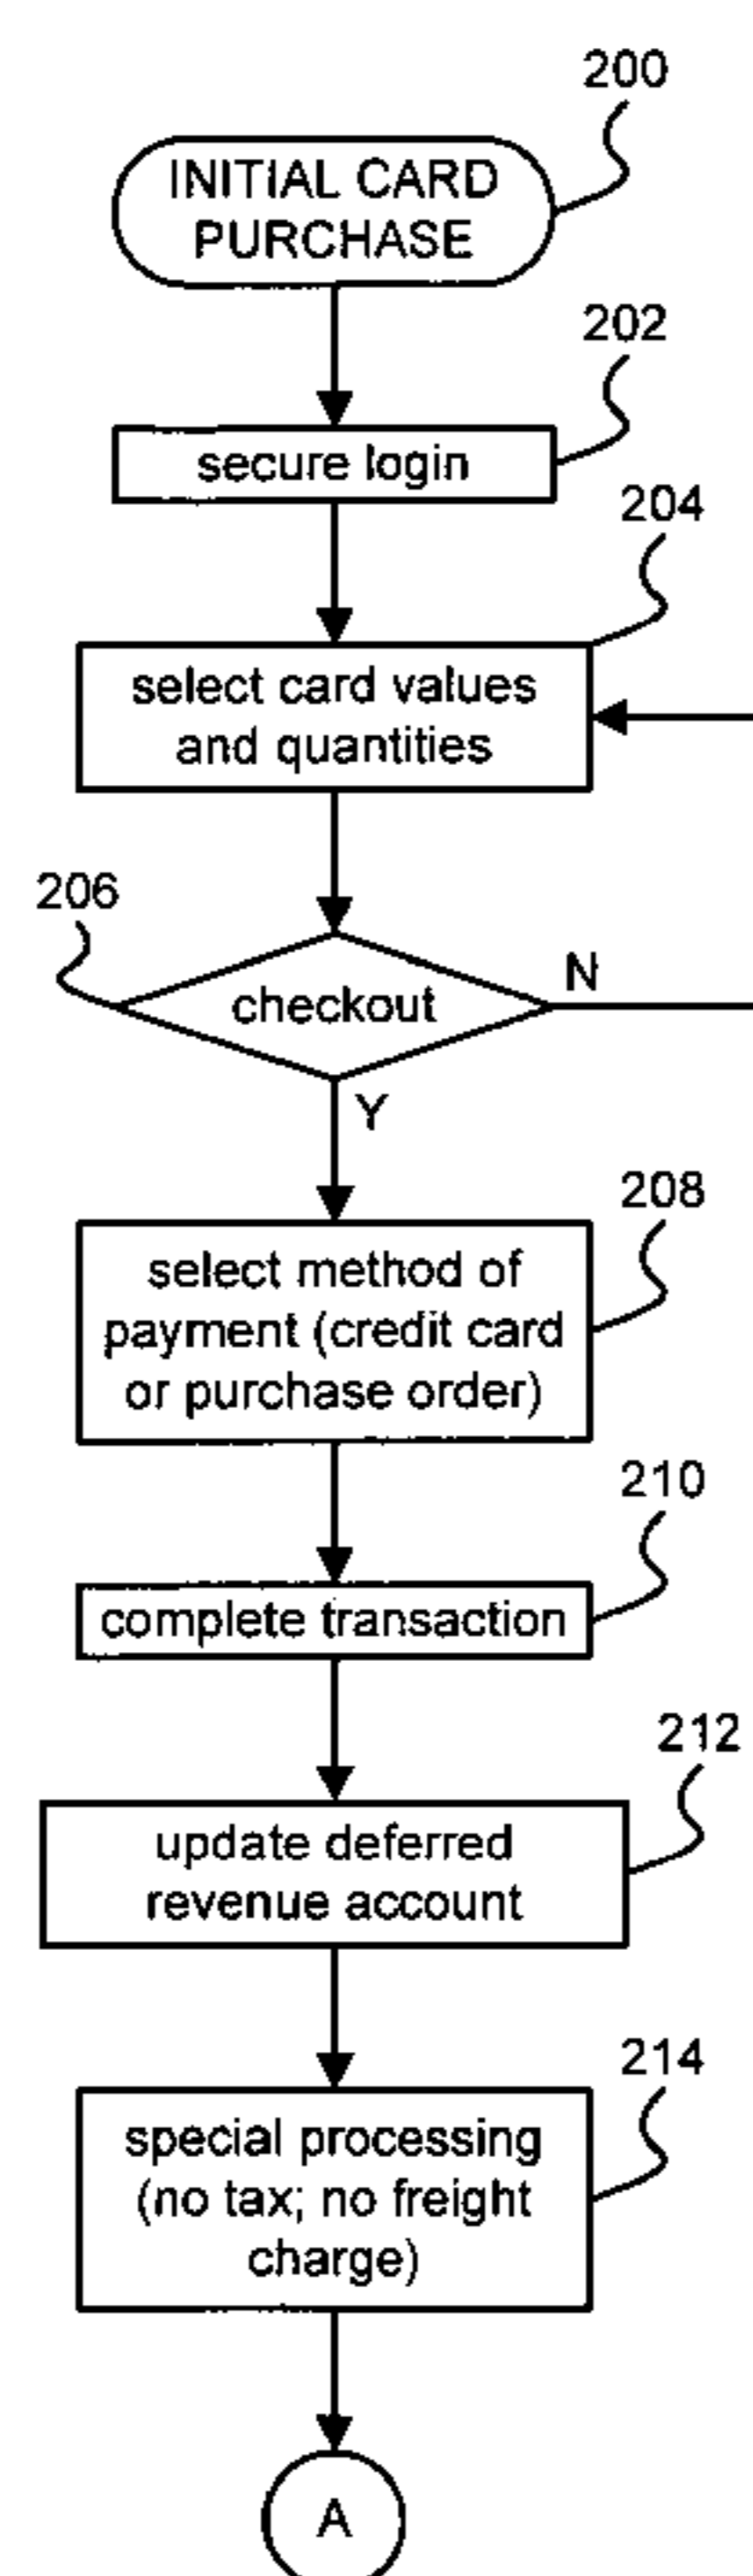 200
INITIAL CARD
PURCHASE
202
secure login
204
select card values
and quantities
206
checkout
N
Y
208
select method of
payment (credit card
or purchase order)
210
complete transaction
212
update deferred
revenue account
214
special processing
(no tax; no freight
charge)
A